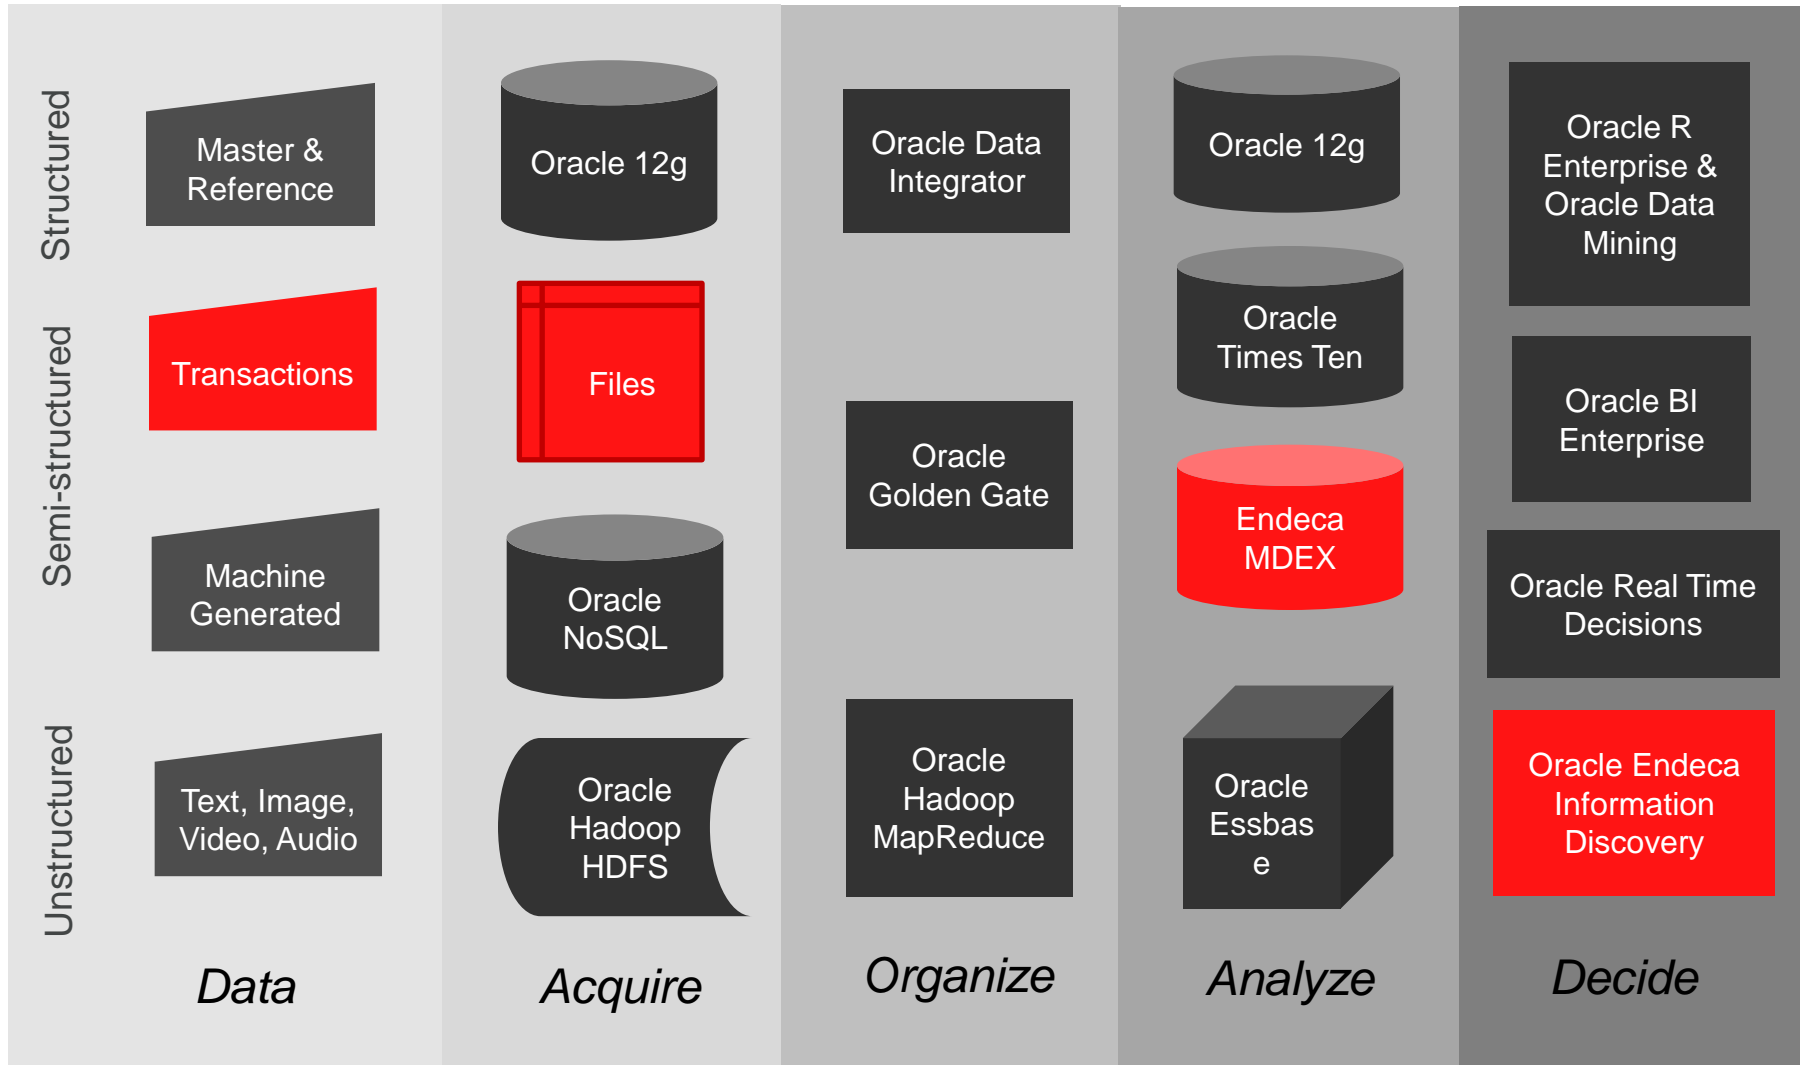 Structured
Semi-structured
Unstructured
Master &
Reference
Transactions
Machine
Generated
Text, Image,
Video, Audio
Data
Oracle 12g
Files
Oracle
NoSQL
Oracle
Hadoop
HDFS
Acquire
Oracle Data
Integrator
Oracle
Golden Gate
Oracle
Hadoop
MapReduce
Organize
Oracle 12g
Oracle
Times Ten
Endeca
MDEX
Oracle
Essbas
e
Analyze
Oracle R
Enterprise &
Oracle Data
Mining
Oracle BI
Enterprise
Oracle Real Time
Decisions
Oracle Endeca
Information
Discovery
Decide